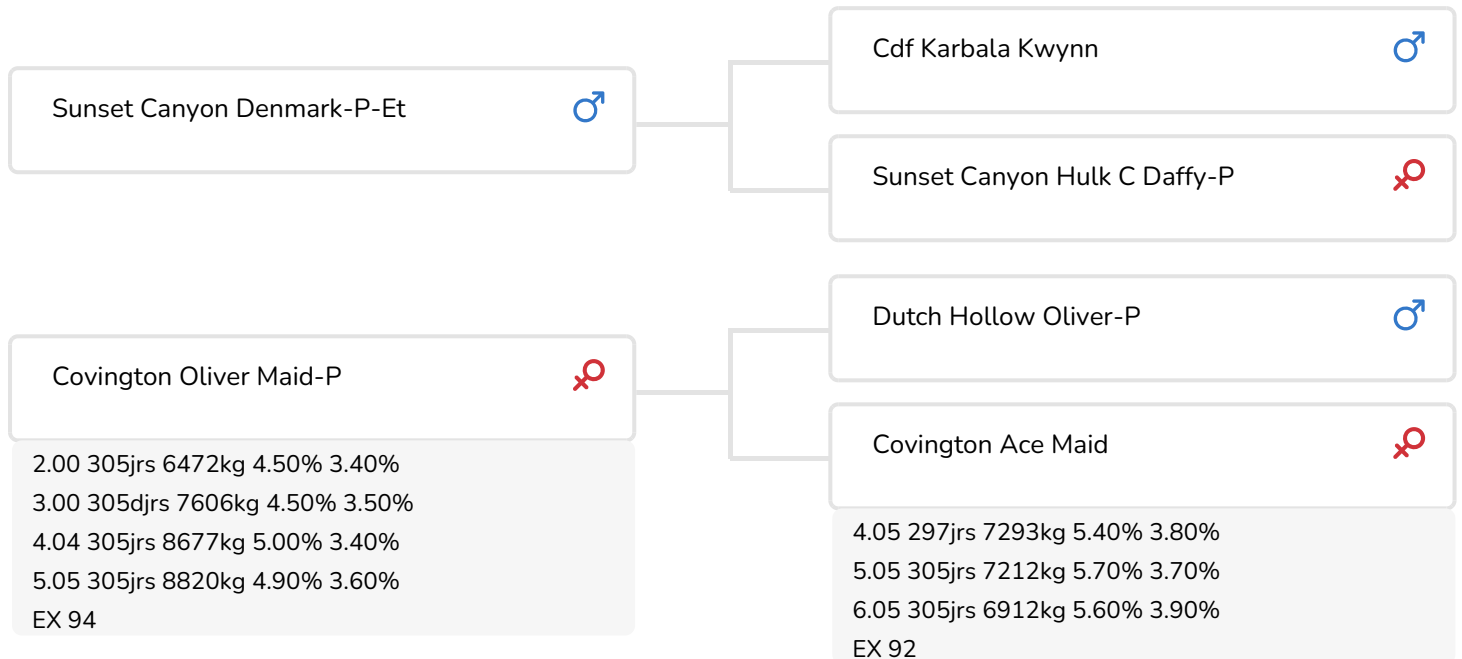 Sunset Canyon Denmark-P-Et
Cdf Karbala Kwynn
Sunset Canyon Hulk C Daffy-P
Covington Oliver Maid-P
2.00 305jrs 6472kg 4.50% 3.40%
3.00 305djrs 7606kg 4.50% 3.50%
4.04 305jrs 8677kg 5.00% 3.40%
5.05 305jrs 8820kg 4.90% 3.60%
EX 94
Dutch Hollow Oliver-P
Covington Ace Maid
4.05 297jrs 7293kg 5.40% 3.80%
5.05 305jrs 7212kg 5.70% 3.70%
6.05 305jrs 6912kg 5.60% 3.90%
EX 92